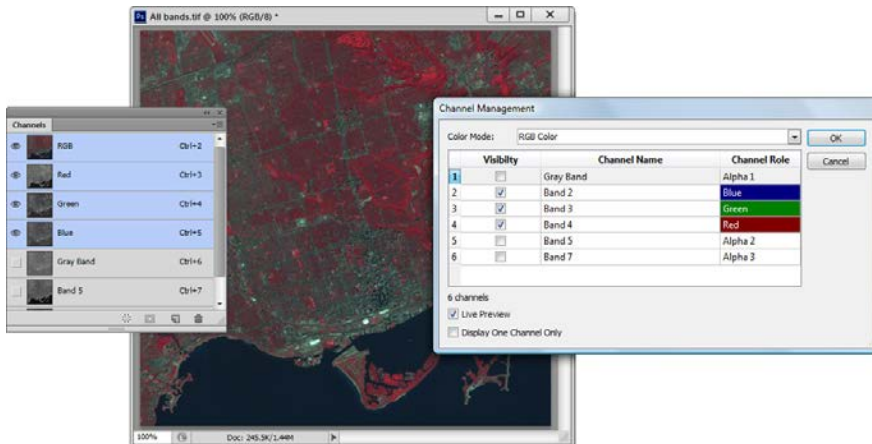 All bands.tif @ 100% (RGB/8) *
Channels
RGB Ctrl+2
Red Ctrl+3
Green Ctrl+4
Blue Ctrl+5
Gray Band Ctrl+6
Band 5 Ctrl+7
100% Doc: 245.5K/1.44M
Channel Management
Color Mode: RGB Color
OK
Cancel
Visibilty Channel Name Channel Role
1 Gray Band Alpha 1
2 Band 2 Blue
3 Band 3 Green
4 Band 4 Red
5 Band 5 Alpha 2
6 Band 7 Alpha 3
6 channels
Live Preview
Display One Channel Only